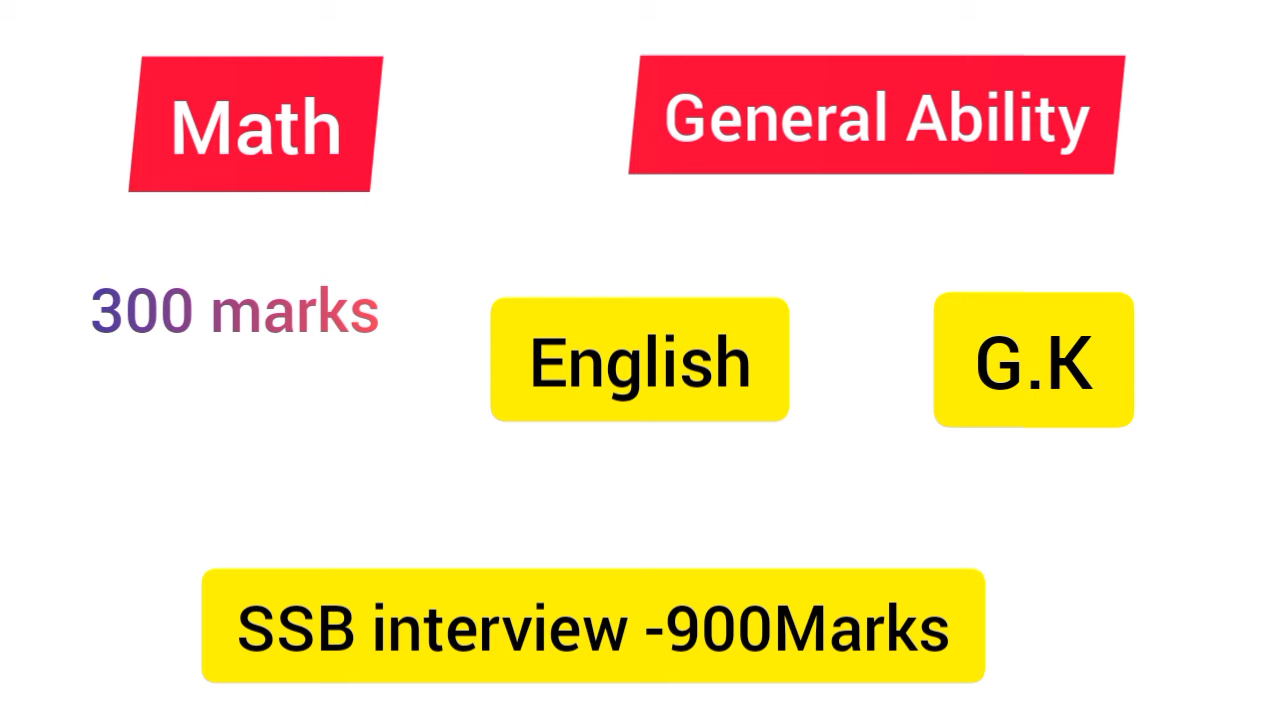 Math
General Ability
300 marks
English
G.K
SSB interview -900Marks